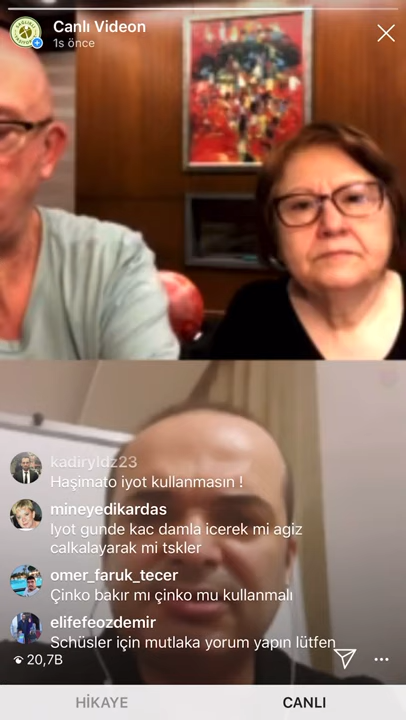 Canlı Videon
1s önce
kadiryldz23
Haşimato iyot kullanmasın !
mineyedikardas
Iyot gunde kac damla icerek mi agiz
calkalayarak mi tskler
omer_faruk_tecer
Çinko bakır mı çinko mu kullanmalı
elifefeozdemir
Schüsler için mutlaka yorum yapın lütfen
20,7B
HİKAYE
CANLI